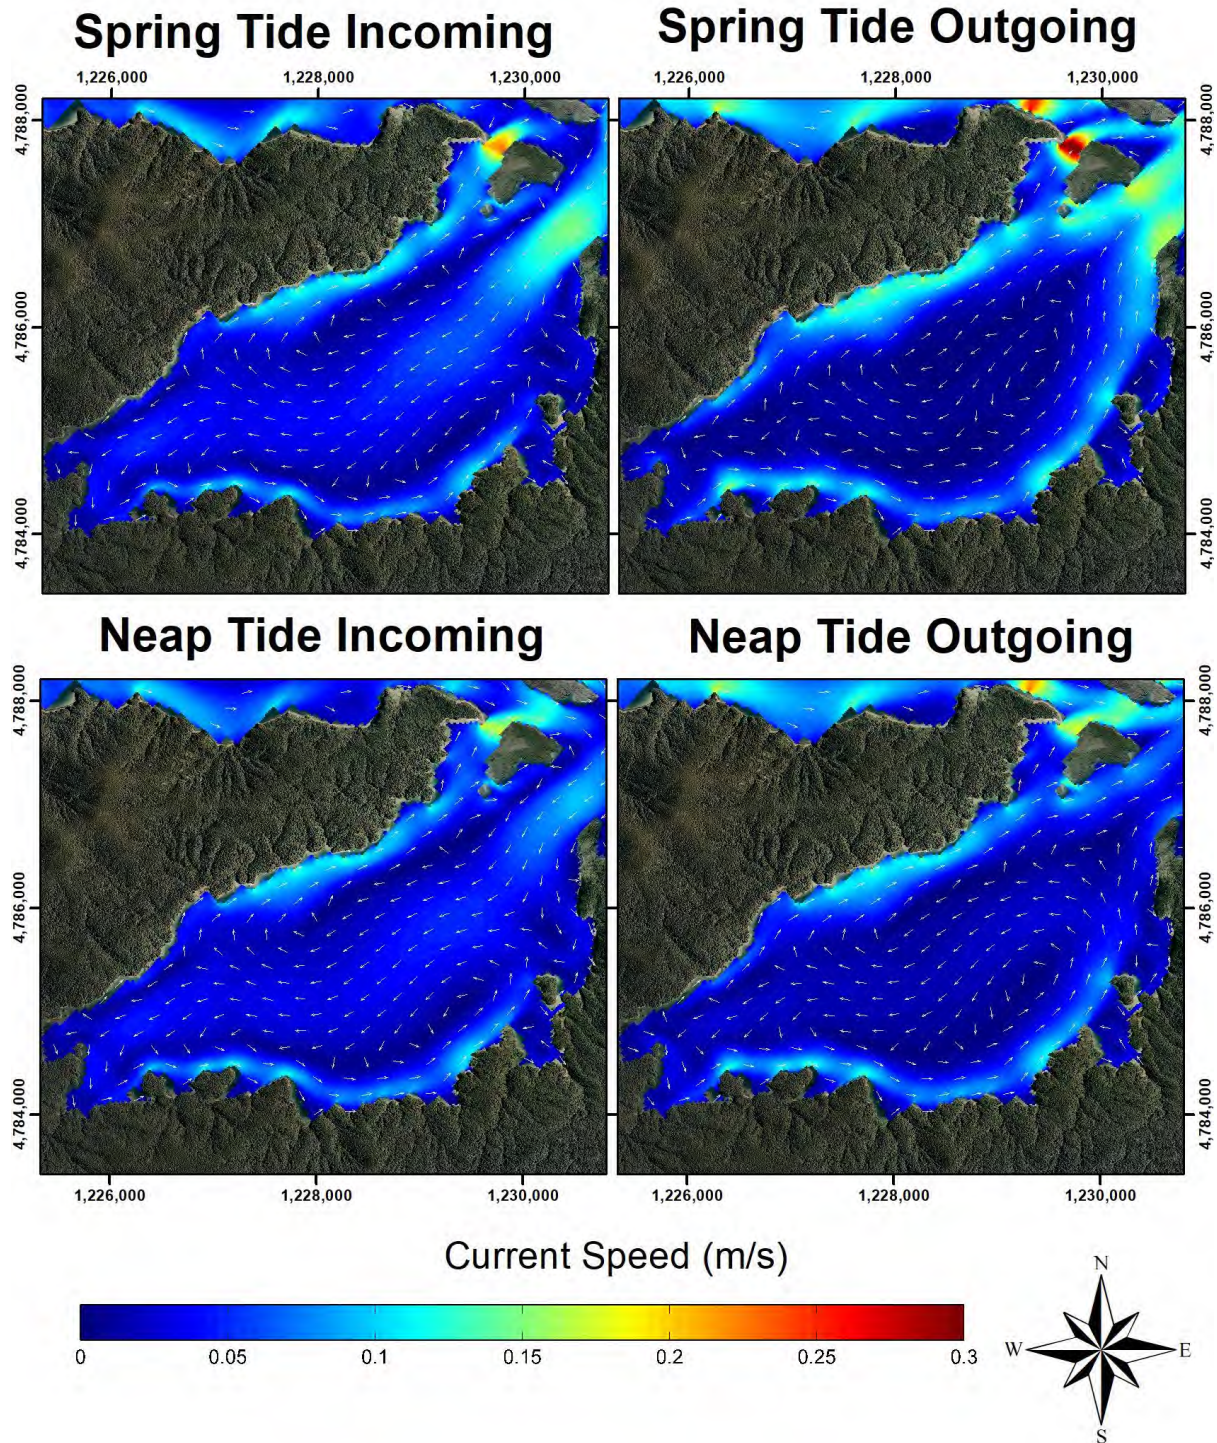 Spring Tide Incoming
Spring Tide Outgoing
1,226,000 1,228,000 1,230,000
1,226,000 1,228,000 1,230,000
4,788,000
4,786,000
4,784,000
4,788,000
4,786,000
4,784,000
Neap Tide Incoming
Neap Tide Outgoing
4,788,000
4,786,000
4,784,000
4,788,000
4,786,000
4,784,000
1,226,000 1,228,000 1,230,000
1,226,000 1,228,000 1,230,000
Current Speed (m/s)
0 0.05 0.1 0.15 0.2 0.25 0.3
N
W E
S